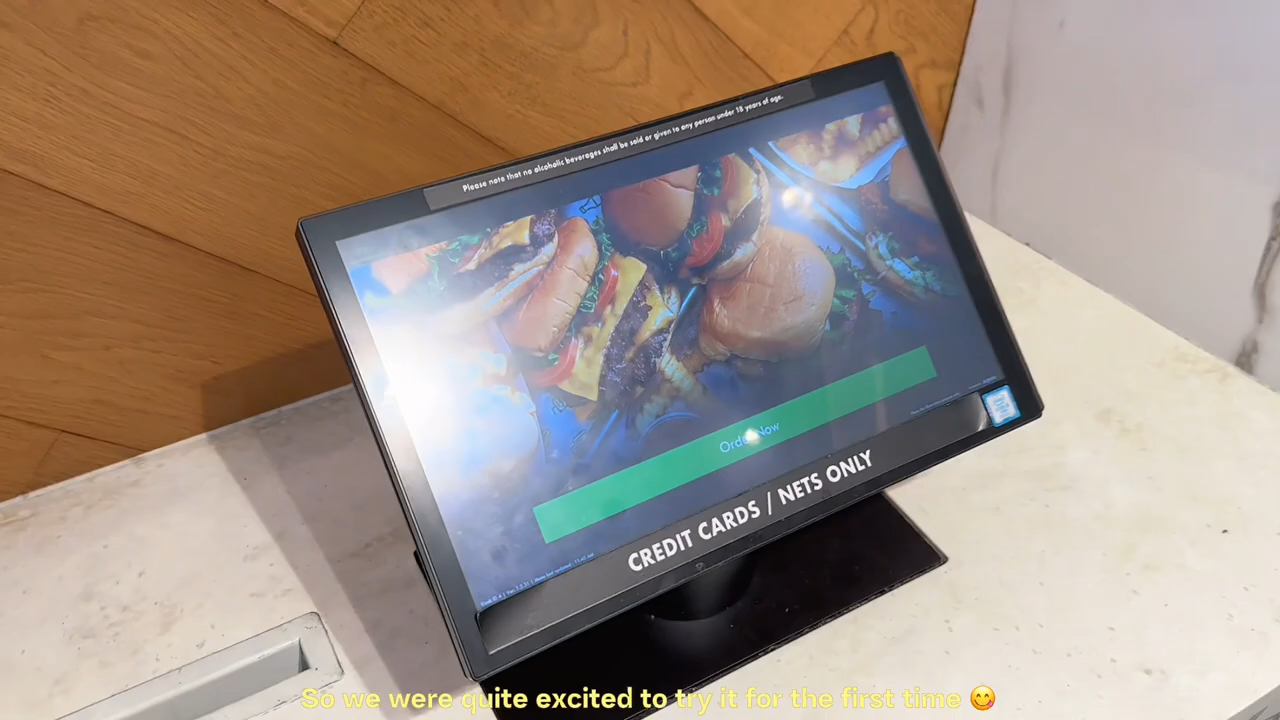 Please note that no alcoholic beverages shall be sold or given to any person under 18 years of age.
Order Now
CREDIT CARDS / NETS ONLY
So we were quite excited to try it for the first time 😋